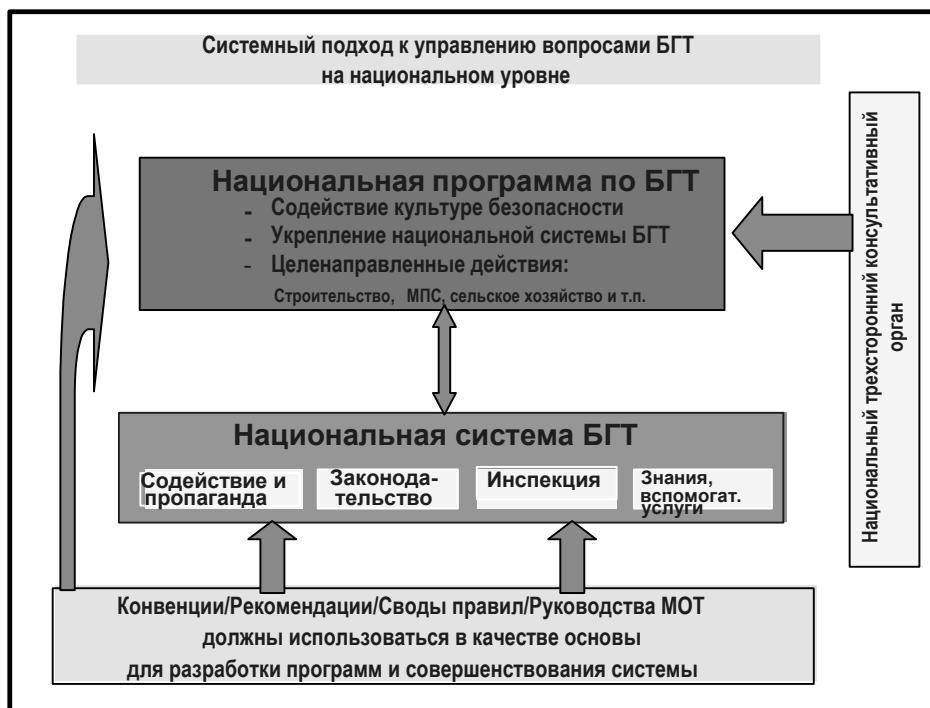 Системный подход к управлению вопросами БГТ
на национальном уровне
Национальная программа по БГТ
- Содействие культуре безопасности
- Укрепление национальной системы БГТ
- Целенаправленные действия:
Строительство, МПС, сельское хозяйство и т.п.
Национальный трехсторонний консультативный
орган
Национальная система БГТ
Содействие и
пропаганда
Законода-
тельство
Инспекция
Знания,
вспомогат.
услуги
Конвенции/Рекомендации/Своды правил/Руководства МОТ
должны использоваться в качестве основы
для разработки программ и совершенствования системы